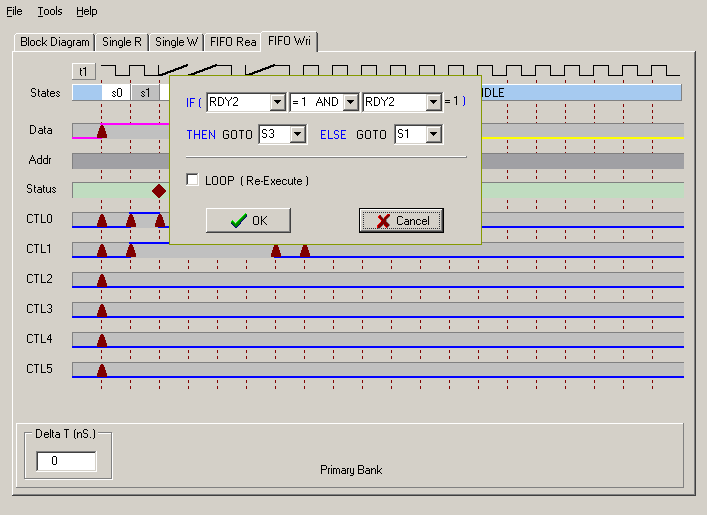 File Tools Help
Block Diagram Single R Single W FIFO Rea FIFO Wri
t1
States s0 s1 IDLE
IF ( RDY2 = 1 AND RDY2 = 1 )
THEN GOTO S3 ELSE GOTO S1
LOOP ( Re-Execute )
OK Cancel
Data
Addr
Status
CTL0
CTL1
CTL2
CTL3
CTL4
CTL5
Delta T (nS.)
0
Primary Bank